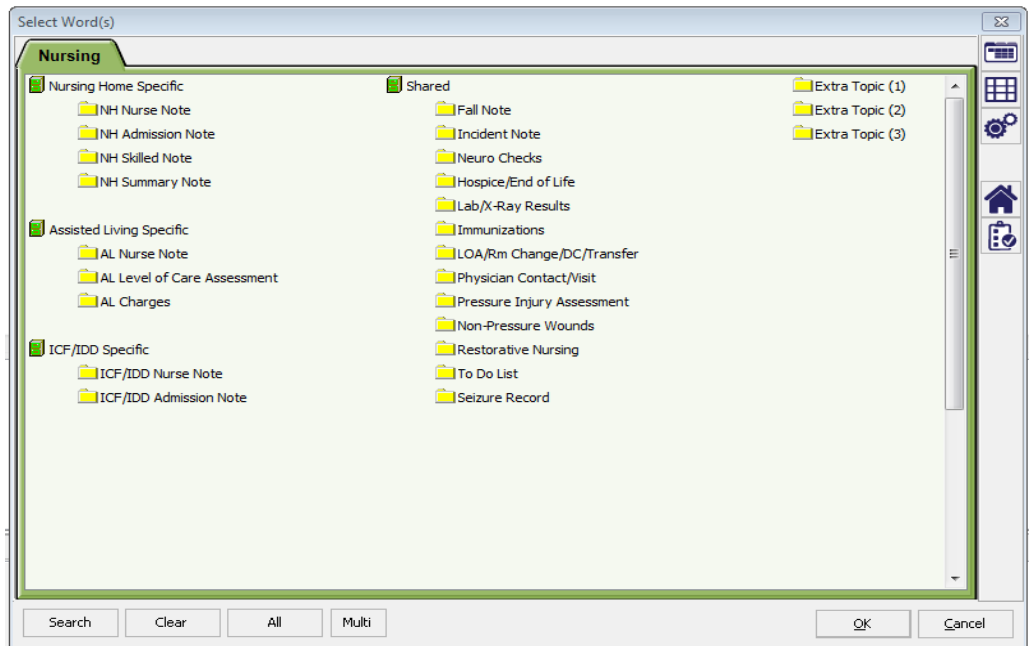 Select Word(s)
Nursing
Nursing Home Specific
NH Nurse Note
NH Admission Note
NH Skilled Note
NH Summary Note
Assisted Living Specific
AL Nurse Note
AL Level of Care Assessment
AL Charges
ICF/IDD Specific
ICF/IDD Nurse Note
ICF/IDD Admission Note
Shared
Fall Note
Incident Note
Neuro Checks
Hospice/End of Life
Lab/X-Ray Results
Immunizations
LOA/Rm Change/DC/Transfer
Physician Contact/Visit
Pressure Injury Assessment
Non-Pressure Wounds
Restorative Nursing
To Do List
Seizure Record
Extra Topic (1)
Extra Topic (2)
Extra Topic (3)
Search Clear All Multi OK Cancel